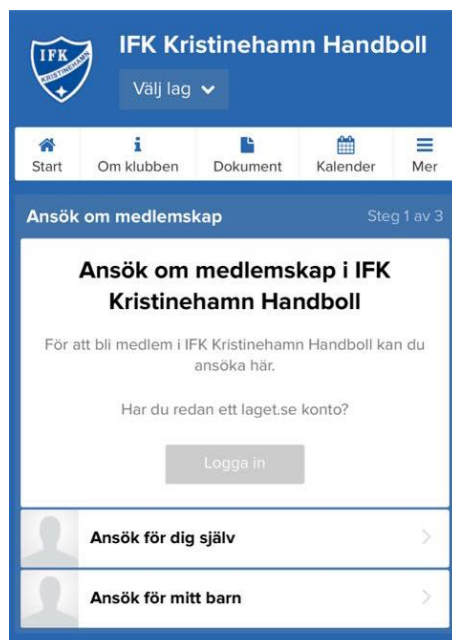 IFK Kristinehamn Handboll
IFK
KRISTINEHAMN
Välj lag
Start
Om klubben
Dokument
Kalender
Mer
Ansök om medlemskap
Steg 1 av 3
Ansök om medlemskap i IFK
Kristinehamn Handboll
För att bli medlem i IFK Kristinehamn Handboll kan du
ansöka här.
Har du redan ett laget.se konto?
Logga in
Ansök för dig själv
Ansök för mitt barn